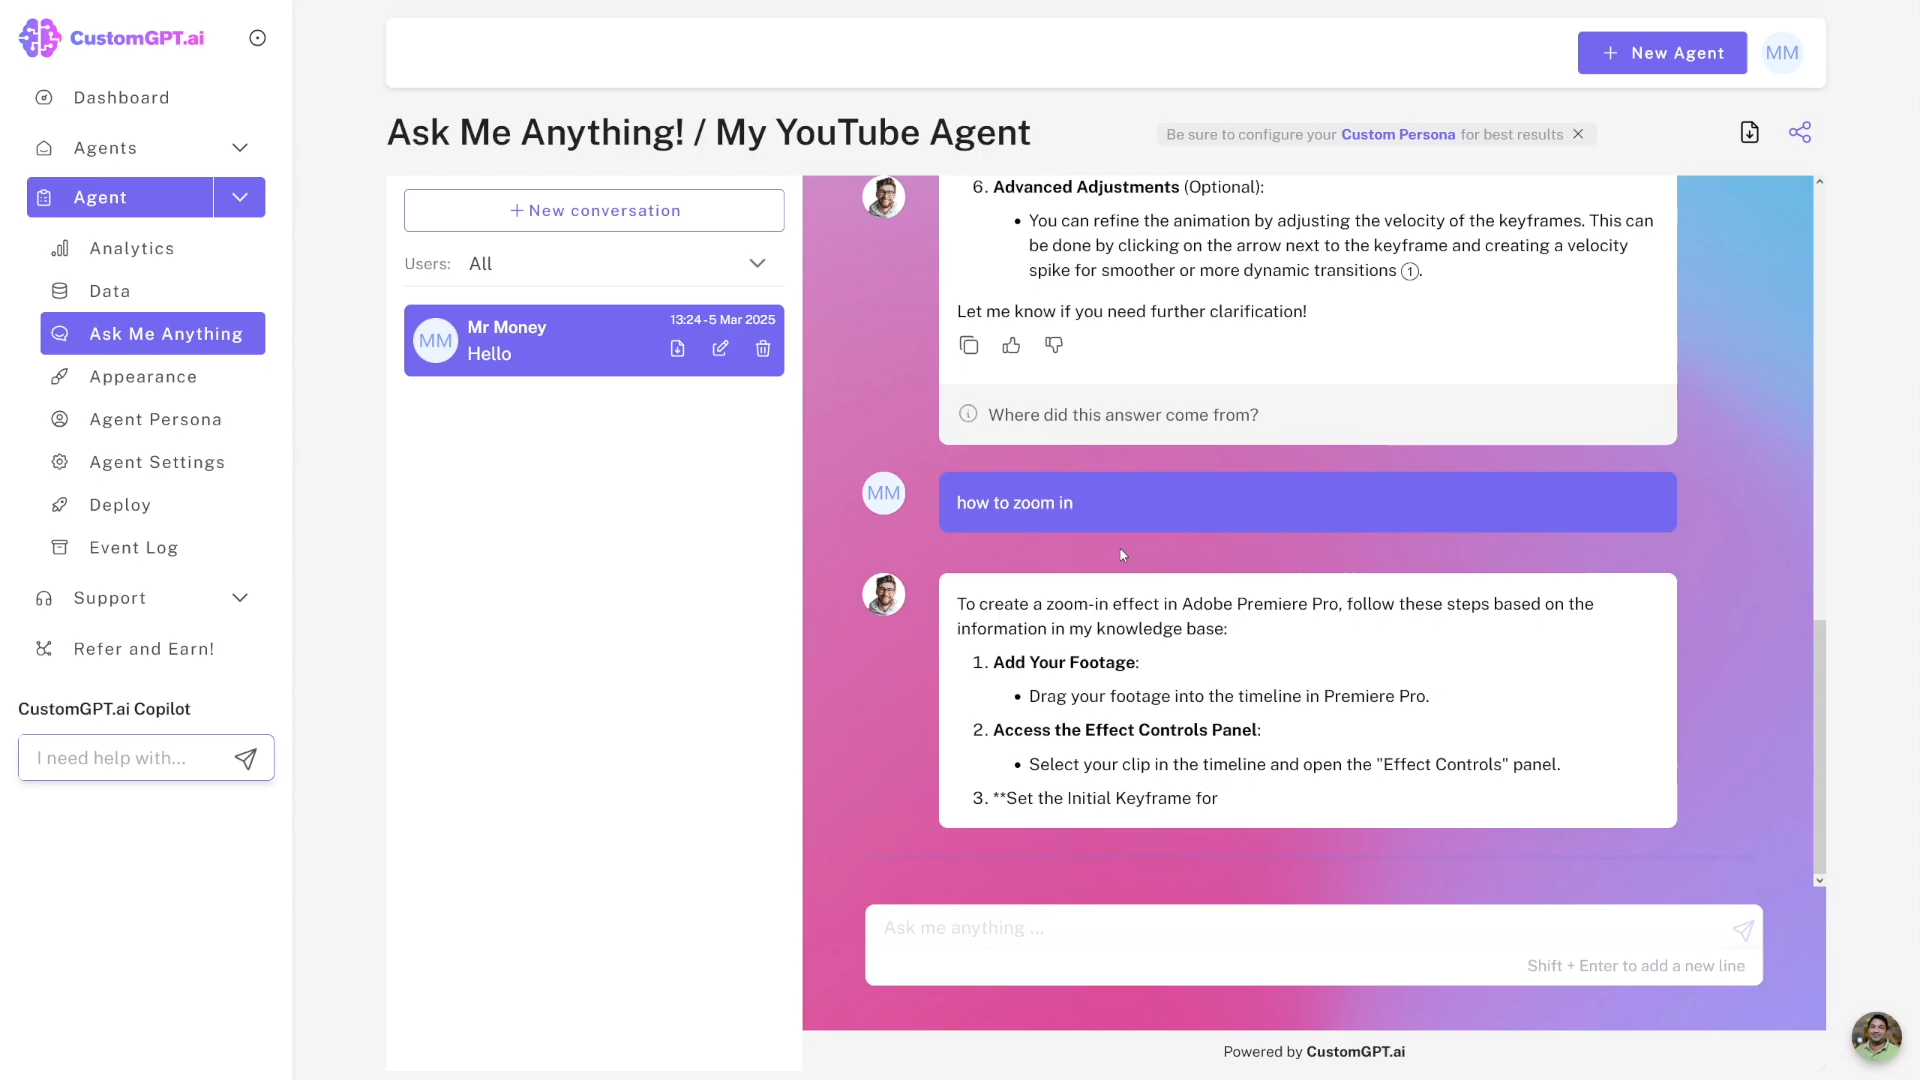 CustomGPT.ai
Dashboard
Agents
Agent
Analytics
Data
Ask Me Anything
Appearance
Agent Persona
Agent Settings
Deploy
Event Log
Support
Refer and Earn!
CustomGPT.ai Copilot
I need help with...
+ New Agent
MM
Ask Me Anything! / My YouTube Agent
Be sure to configure your Custom Persona for best results
+ New conversation
Users: All
MM
Mr Money
13:24 - 5 Mar 2025
Hello
6. Advanced Adjustments (Optional):
• You can refine the animation by adjusting the velocity of the keyframes. This can
be done by clicking on the arrow next to the keyframe and creating a velocity
spike for smoother or more dynamic transitions 1.
Let me know if you need further clarification!
Where did this answer come from?
MM
how to zoom in
To create a zoom-in effect in Adobe Premiere Pro, follow these steps based on the
information in my knowledge base:
1. Add Your Footage:
• Drag your footage into the timeline in Premiere Pro.
2. Access the Effect Controls Panel:
• Select your clip in the timeline and open the "Effect Controls" panel.
3. **Set the Initial Keyframe for
Ask me anything ...
Shift + Enter to add a new line
Powered by CustomGPT.ai